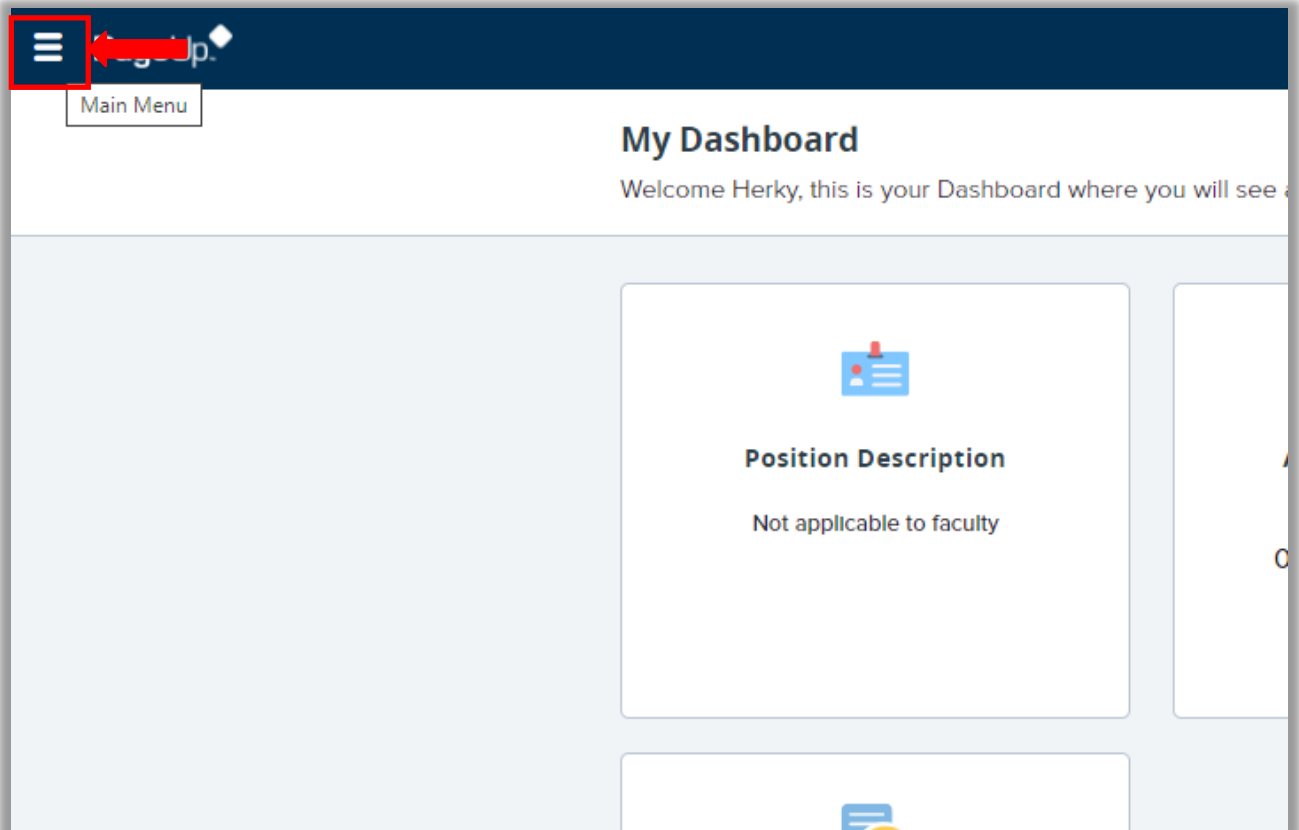 Main Menu
My Dashboard
Welcome Herky, this is your Dashboard where you will see
Position Description
Not applicable to faculty